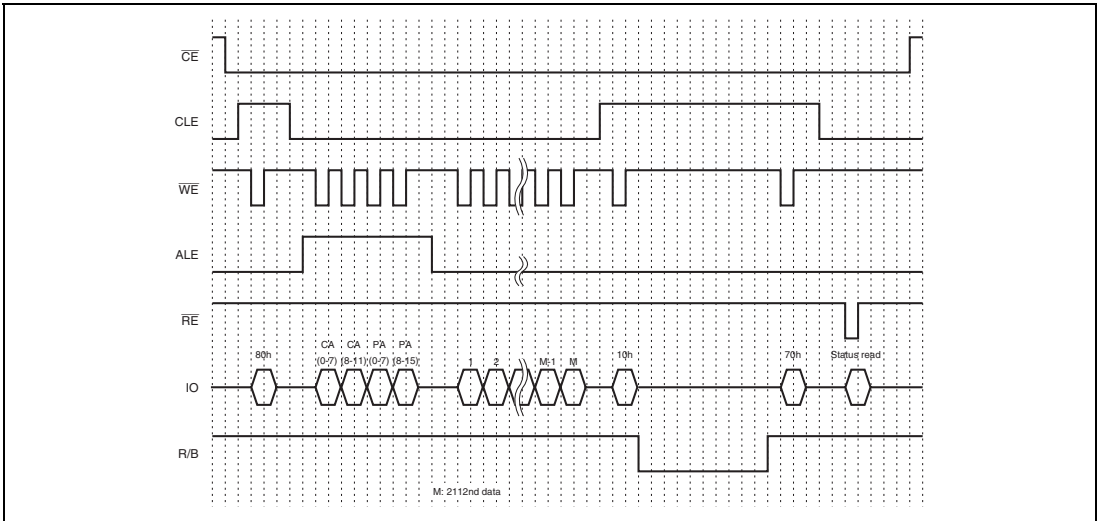 CE
CLE
WE
ALE
RE
CA CA PA PA
80h (0-7) (8-11) (0-7) (8-15) 1 2 M-1 M 10h 70h Status read
IO
R/B
M: 2112nd data